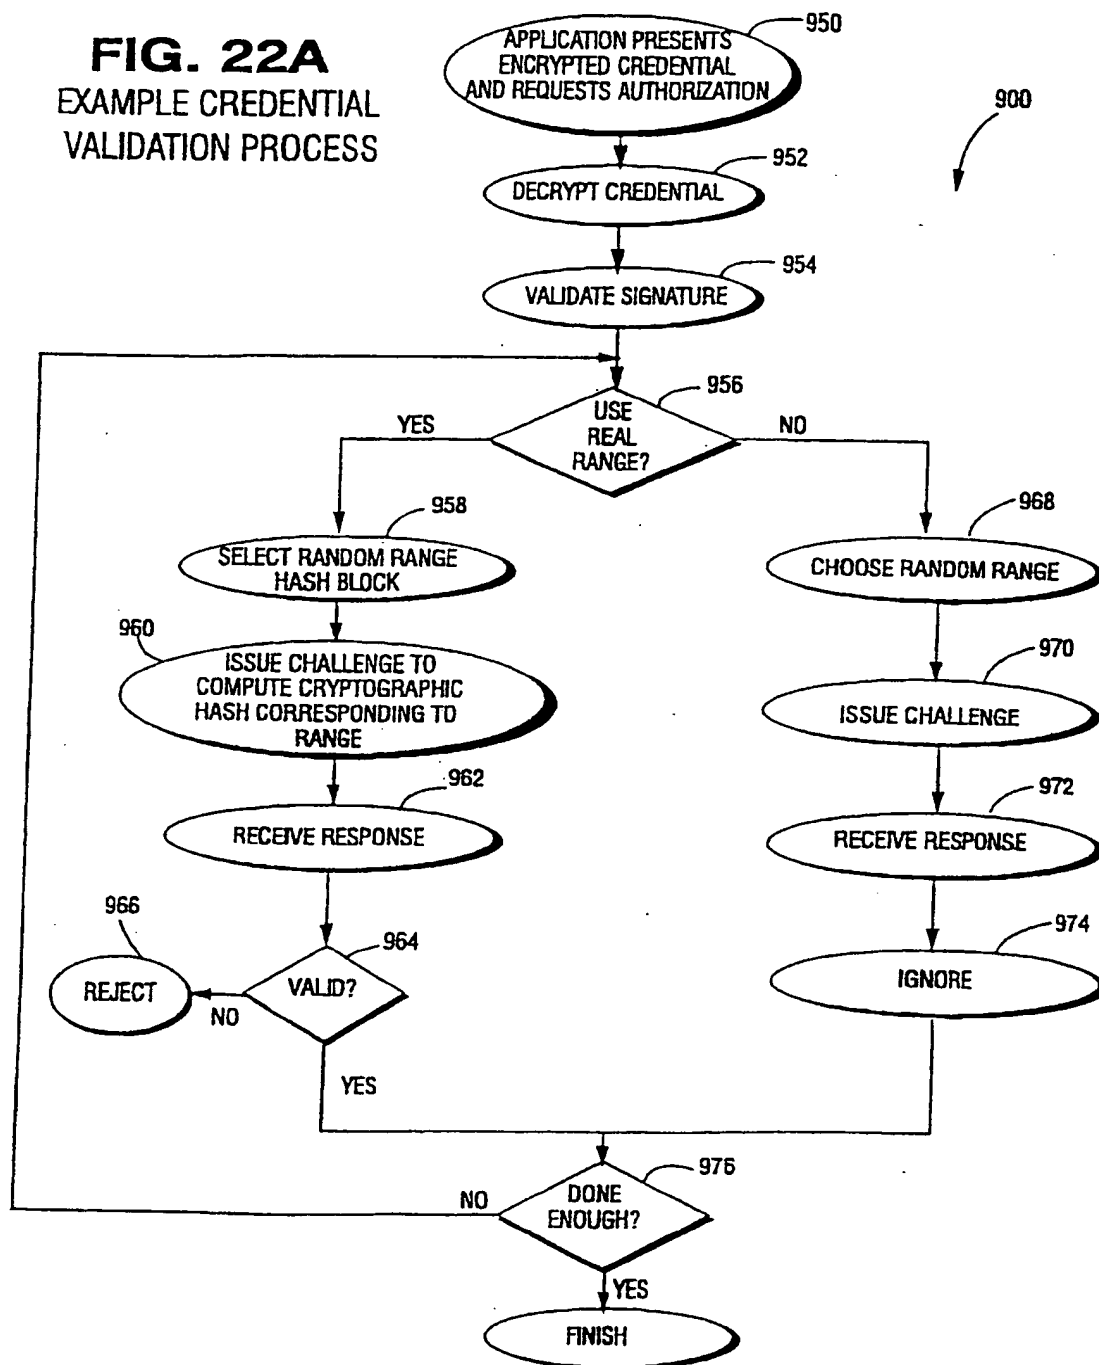 FIG. 22A
EXAMPLE CREDENTIAL
VALIDATION PROCESS
950
APPLICATION PRESENTS
ENCRYPTED CREDENTIAL
AND REQUESTS AUTHORIZATION
900
952
DECRYPT CREDENTIAL
954
VALIDATE SIGNATURE
956
USE
REAL
RANGE?
YES
NO
958
SELECT RANDOM RANGE
HASH BLOCK
968
CHOOSE RANDOM RANGE
960
ISSUE CHALLENGE TO
COMPUTE CRYPTOGRAPHIC
HASH CORRESPONDING TO
RANGE
970
ISSUE CHALLENGE
962
RECEIVE RESPONSE
972
RECEIVE RESPONSE
966
REJECT
964
VALID?
NO
YES
974
IGNORE
976
DONE
ENOUGH?
NO
YES
FINISH